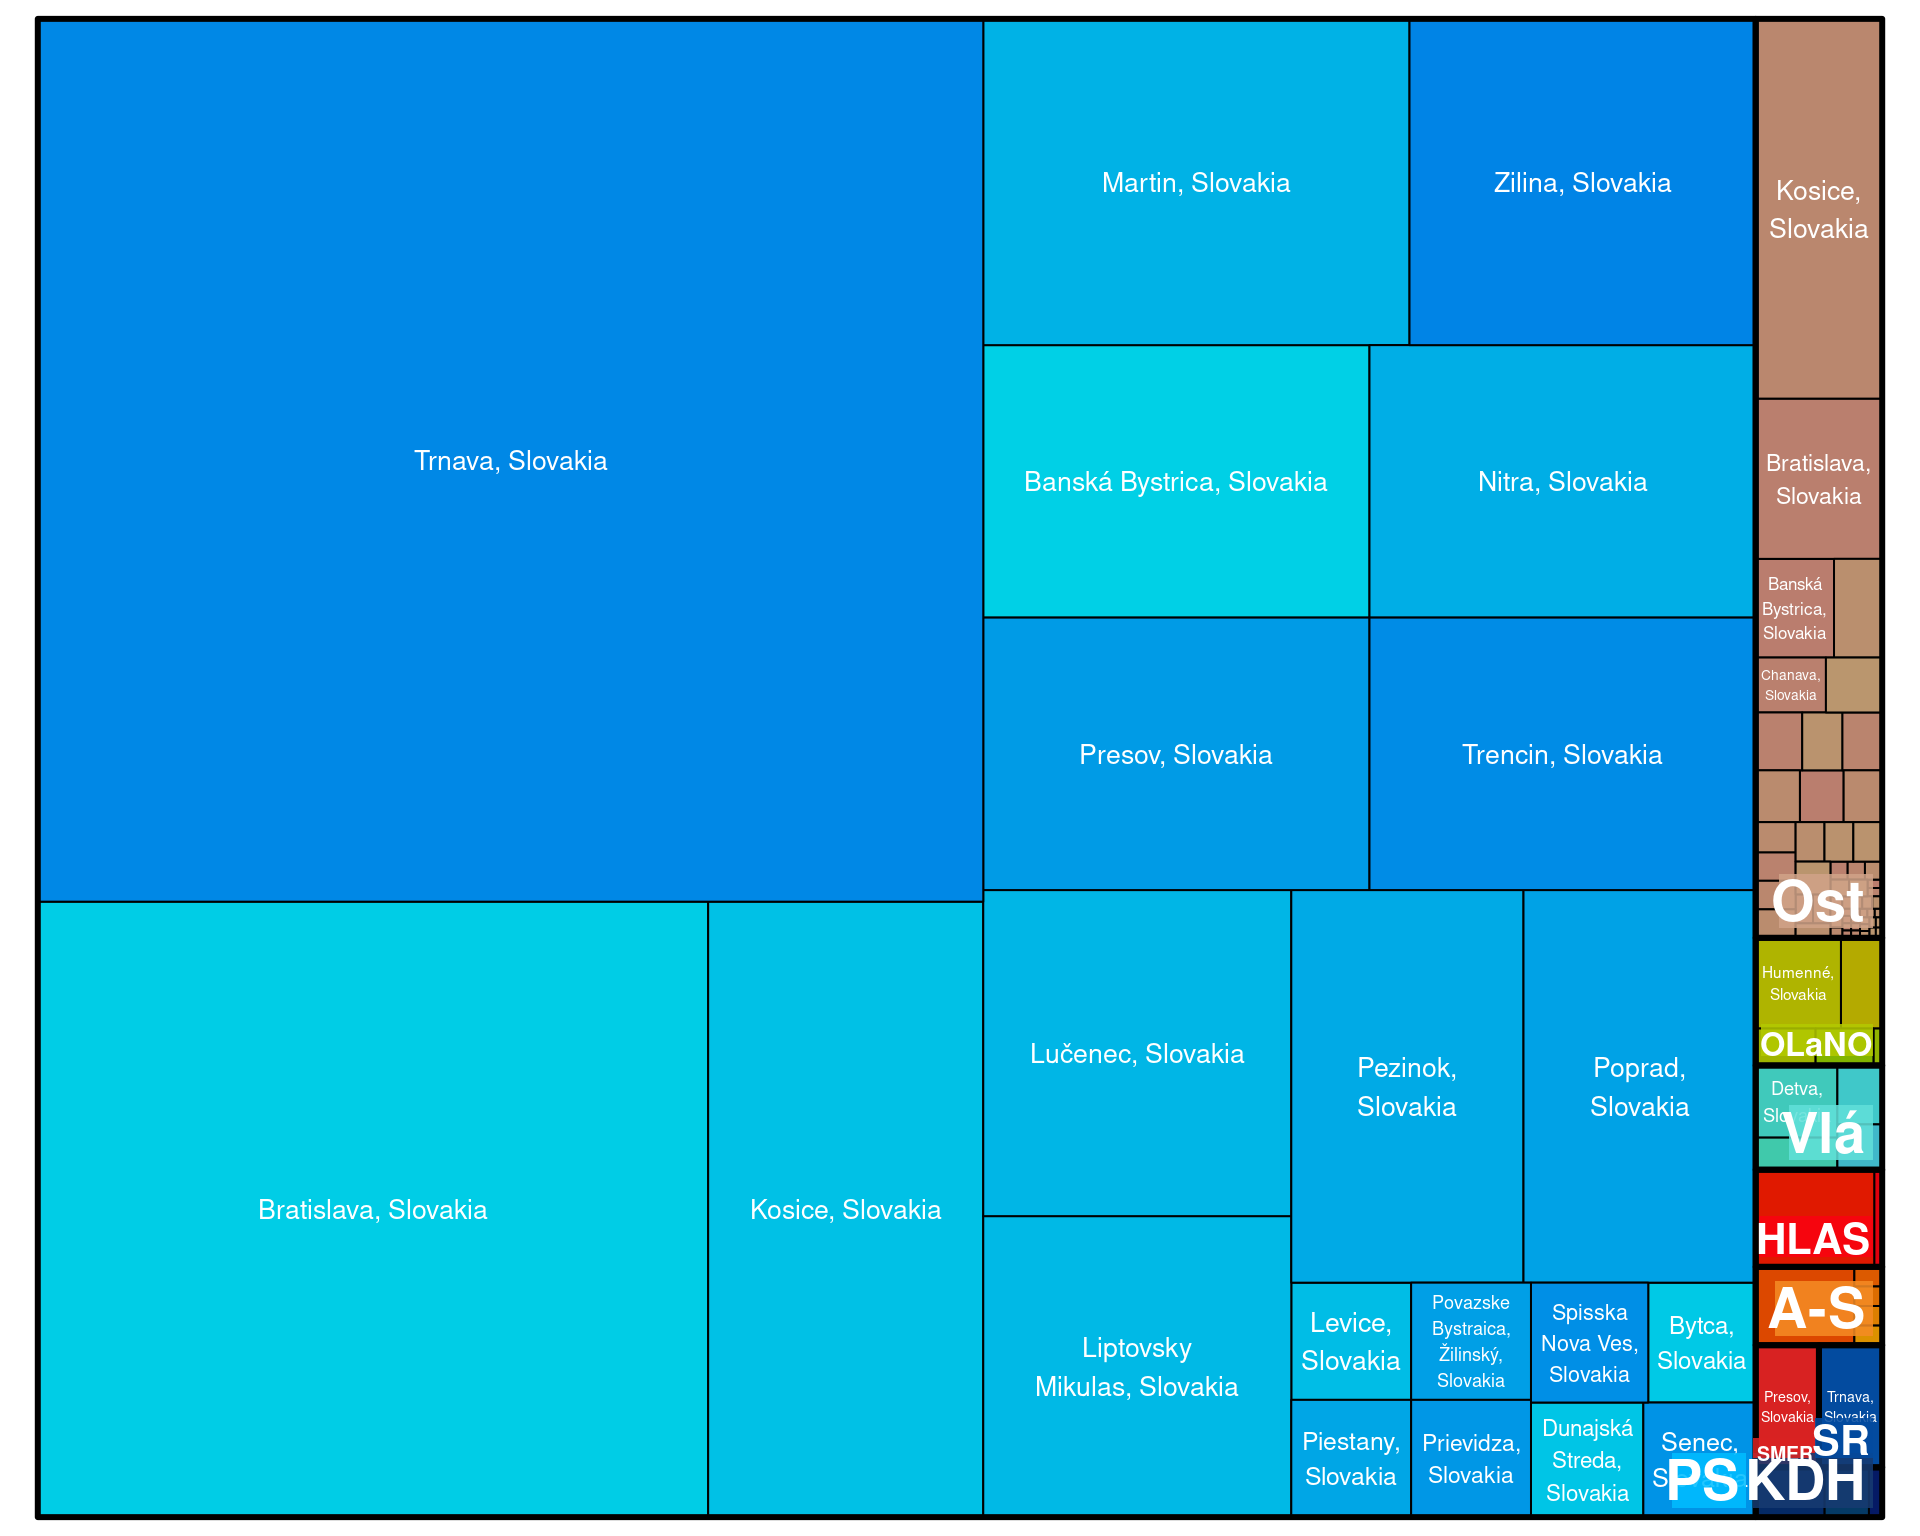 Trnava, Slovakia
Martin, Slovakia
Zilina, Slovakia
Banská Bystrica, Slovakia
Nitra, Slovakia
Presov, Slovakia
Trencin, Slovakia
Bratislava, Slovakia
Kosice, Slovakia
Lučenec, Slovakia
Liptovsky
Mikulas, Slovakia
Pezinok,
Slovakia
Poprad,
Slovakia
Levice,
Slovakia
Povazske
Bystraica,
Žilinský,
Slovakia
Spisska
Nova Ves,
Slovakia
Bytca,
Slovakia
Piestany,
Slovakia
Prievidza,
Slovakia
Dunajská
Streda,
Slovakia
Senec,
PS
Kosice,
Slovakia
Bratislava,
Slovakia
Banská
Bystrica,
Slovakia
Chanava,
Slovakia
Ost
Humenné,
Slovakia
OLaNO
Detva,
Vlá
HLAS
A-S
Presov,
Slovakia
SMER
Trnava,
Slovakia
SR
KDH